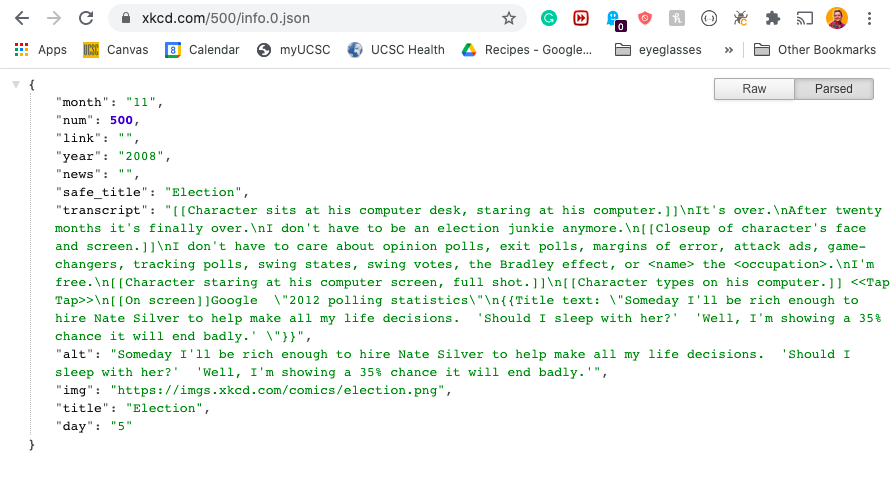 xkcd.com/500/info.0.json
0
Apps UCSC Canvas 8 Calendar myUCSC UCSC Health Recipes - Google... eyeglasses » Other Bookmarks
Raw Parsed
{
"month": "11",
"num": 500,
"link": "",
"year": "2008",
"news": "",
"safe_title": "Election",
"transcript": "[[Character sits at his computer desk, staring at his computer.]]\nIt's over.\nAfter twenty
months it's finally over.\nI don't have to be an election junkie anymore.\n[[Closeup of character's face
and screen.]]\nI don't have to care about opinion polls, exit polls, margins of error, attack ads, game-
changers, tracking polls, swing states, swing votes, the Bradley effect, or <name> the <occupation>.\nI'm
free.\n[[Character staring at his computer screen, full shot.]]\n[[Character types on his computer.]] <<Tap
Tap>>\n[[On screen]]Google  \"2012 polling statistics\"\n{{Title text: \"Someday I'll be rich enough to
hire Nate Silver to help make all my life decisions.  'Should I sleep with her?'  'Well, I'm showing a 35%
chance it will end badly.' \"}}",
"alt": "Someday I'll be rich enough to hire Nate Silver to help make all my life decisions.  'Should I
sleep with her?'  'Well, I'm showing a 35% chance it will end badly.'",
"img": "https://imgs.xkcd.com/comics/election.png",
"title": "Election",
"day": "5"
}